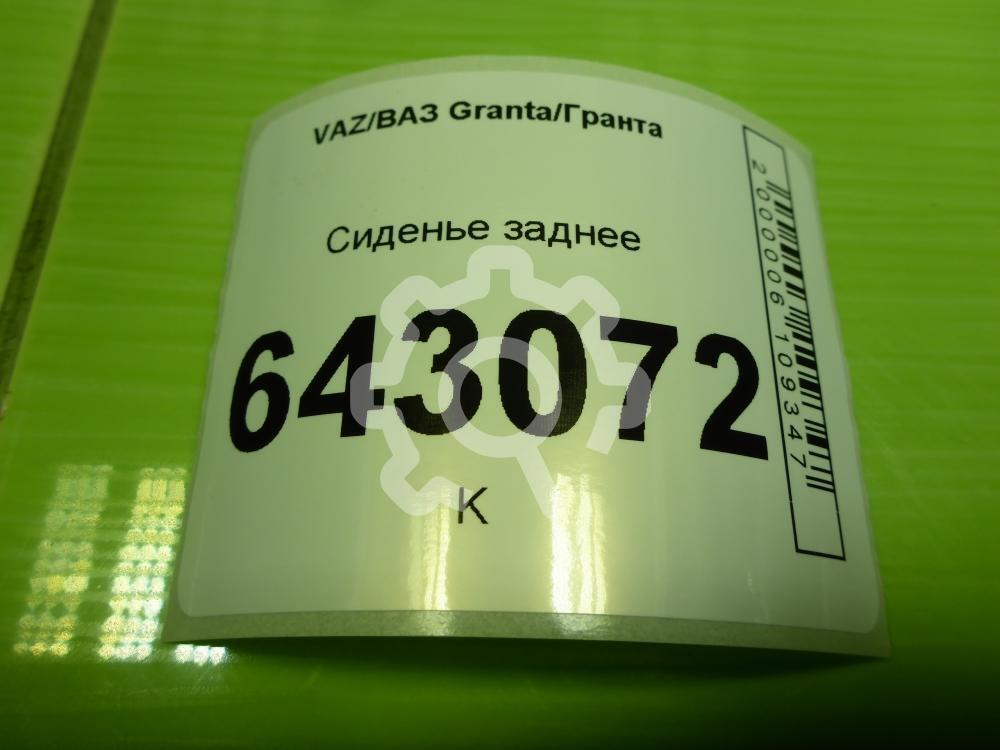 VAZ/ВАЗ Granta/Гранта
Сиденье заднее
643072
К
2000006109347